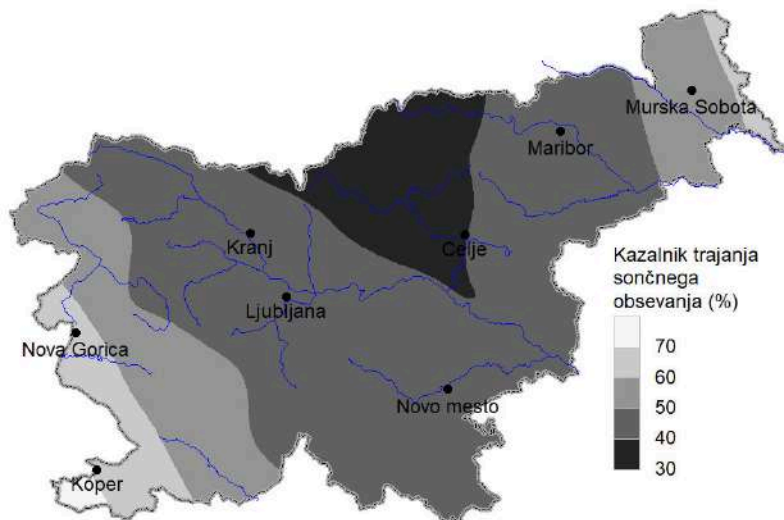 Murska Sobota
Maribor
Kranj
Celje
Ljubljana
Nova Gorica
Novo mesto
Koper
Kazalnik trajanja
sončnega
obsevanja (%)
70
60
50
40
30